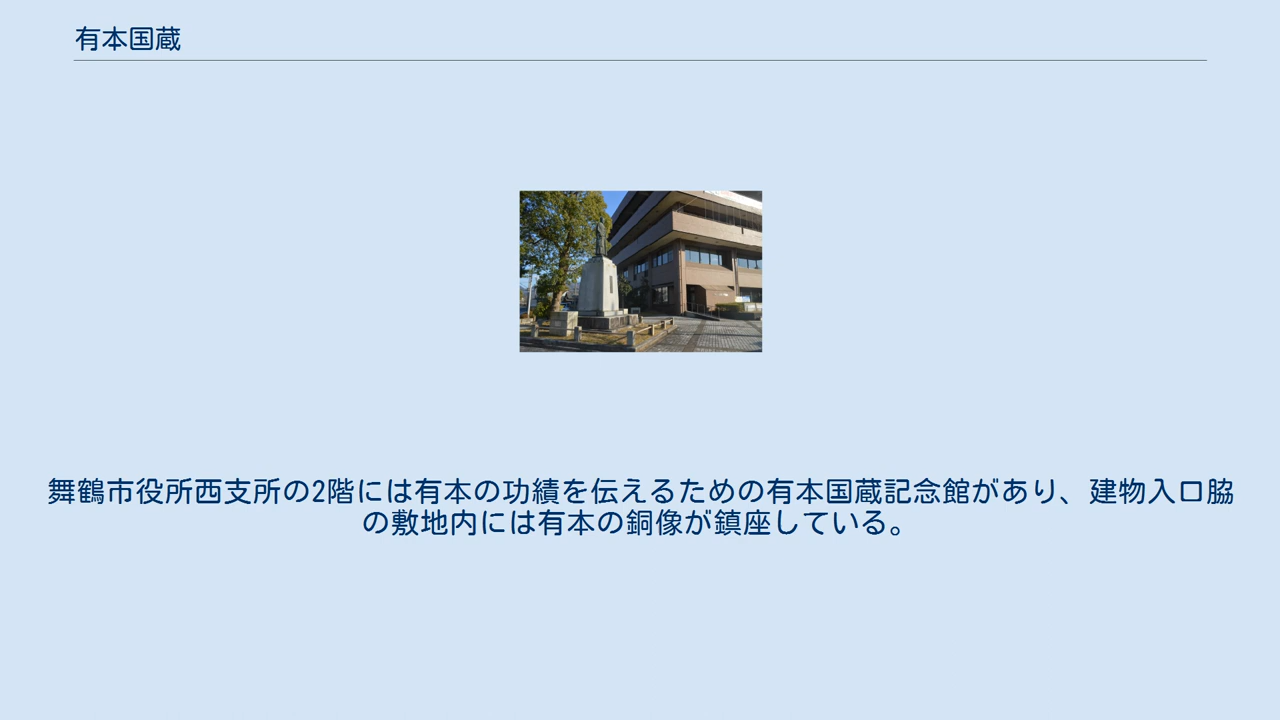 有本国蔵
舞鶴市役所西支所の2階には有本の功績を伝えるための有本国蔵記念館があり、建物入口脇
の敷地内には有本の銅像が鎮座している。